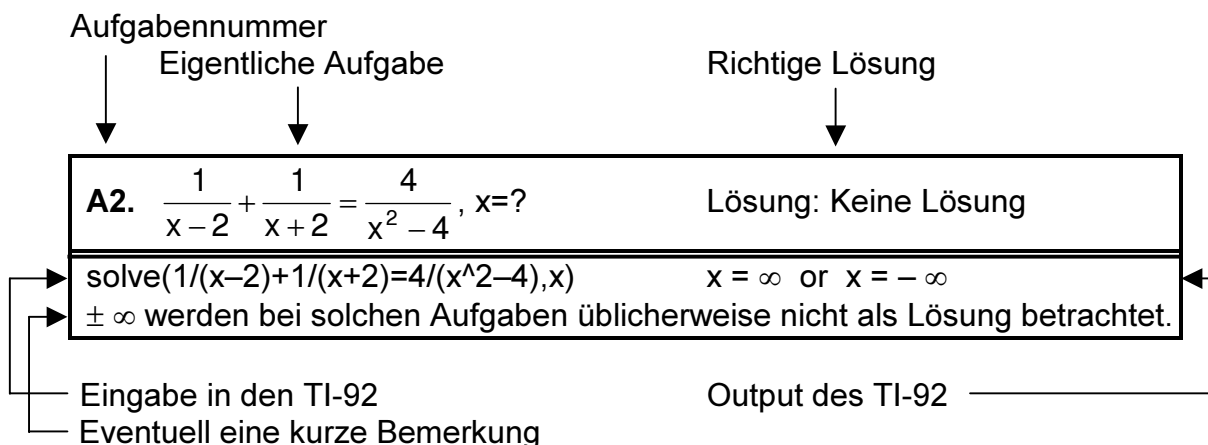 Aufgabennummer
Eigentliche Aufgabe Richtige Lösung
A2. 1/(x – 2) + 1/(x + 2) = 4/(x² – 4), x=? Lösung: Keine Lösung
solve(1/(x–2)+1/(x+2)=4/(x^2–4),x) x = ∞ or x = – ∞
± ∞ werden bei solchen Aufgaben üblicherweise nicht als Lösung betrachtet.
Eingabe in den TI-92 Output des TI-92
Eventuell eine kurze Bemerkung